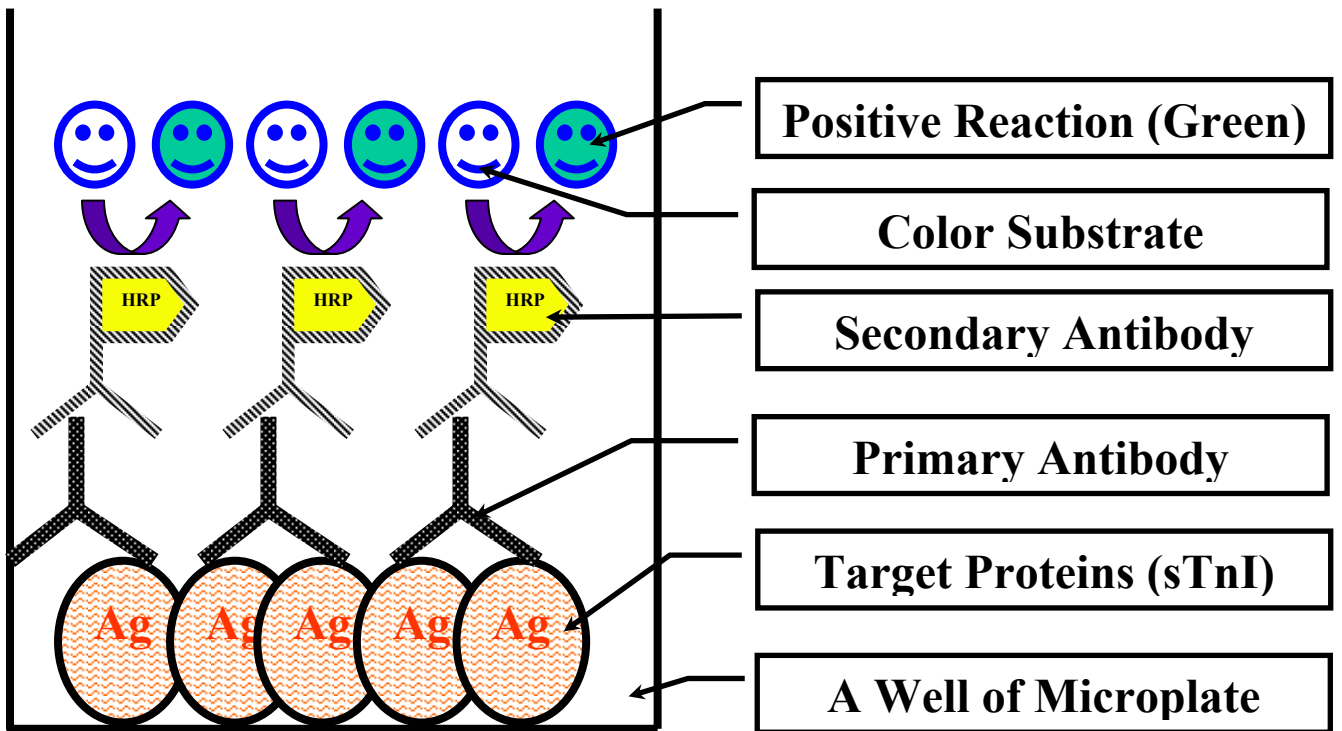 Positive Reaction (Green)
Color Substrate
HRP HRP HRP
Secondary Antibody
Primary Antibody
Target Proteins (sTnI)
Ag Ag Ag Ag Ag
A Well of Microplate